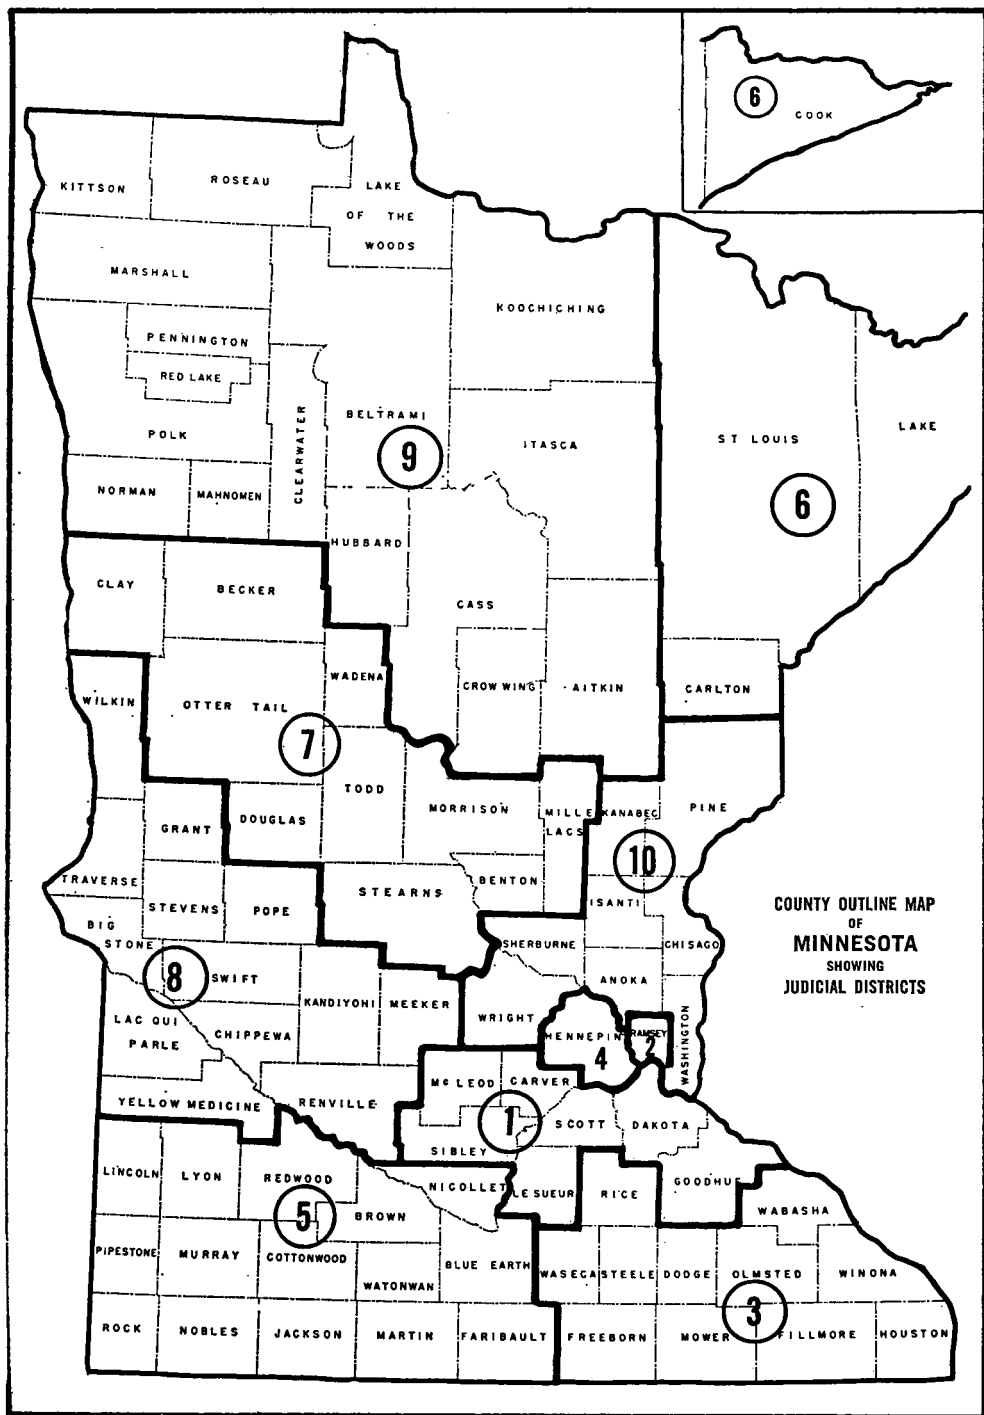 6
COOK
KITTSON
ROSEAU
LAKE
OF THE
WOODS
MARSHALL
KOOCHICHING
PENNINGTON
RED LAKE
POLK
CLEARWATER
BELTRAMI
9
ITASCA
ST LOUIS
LAKE
6
NORMAN
MAHNOMEN
HUBBARD
CLAY
BECKER
CASS
WILKIN
OTTER TAIL
WADENA
CROW WING
AITKIN
CARLTON
7
TODD
MORRISON
MILLE
LACS
KANABEC
PINE
GRANT
DOUGLAS
10
TRAVERSE
STEVENS
POPE
STEARNS
BENTON
ISANTI
BIG
STONE
SHERBURNE
CHISAGO
COUNTY OUTLINE MAP
OF
MINNESOTA
SHOWING
JUDICIAL DISTRICTS
8
SWIFT
ANOKA
KANDIYOHI
MEEKER
WRIGHT
LAC QUI
PARLE
CHIPPEWA
HENNEPIN
4
RAMSEY
2
WASHINGTON
YELLOW MEDICINE
RENVILLE
Mc LEOD
CARVER
1
SCOTT
DAKOTA
SIBLEY
LINCOLN
LYON
REDWOOD
NICOLLET
LE SUEUR
RICE
GOODHUE
5
BROWN
WABASHA
PIPESTONE
MURRAY
COTTONWOOD
WATONWAN
BLUE EARTH
WASECA
STEELE
DODGE
OLMSTED
WINONA
3
ROCK
NOBLES
JACKSON
MARTIN
FARIBAULT
FREEBORN
MOWER
FILLMORE
HOUSTON